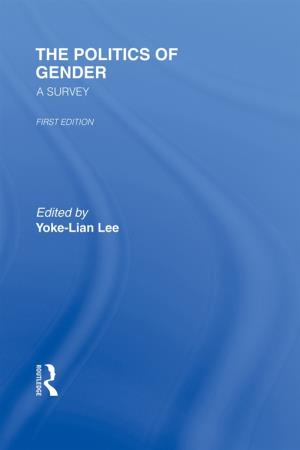 THE POLITICS OF
GENDER
A SURVEY
FIRST EDITION
Edited by
Yoke-Lian Lee
ROUTLEDGE